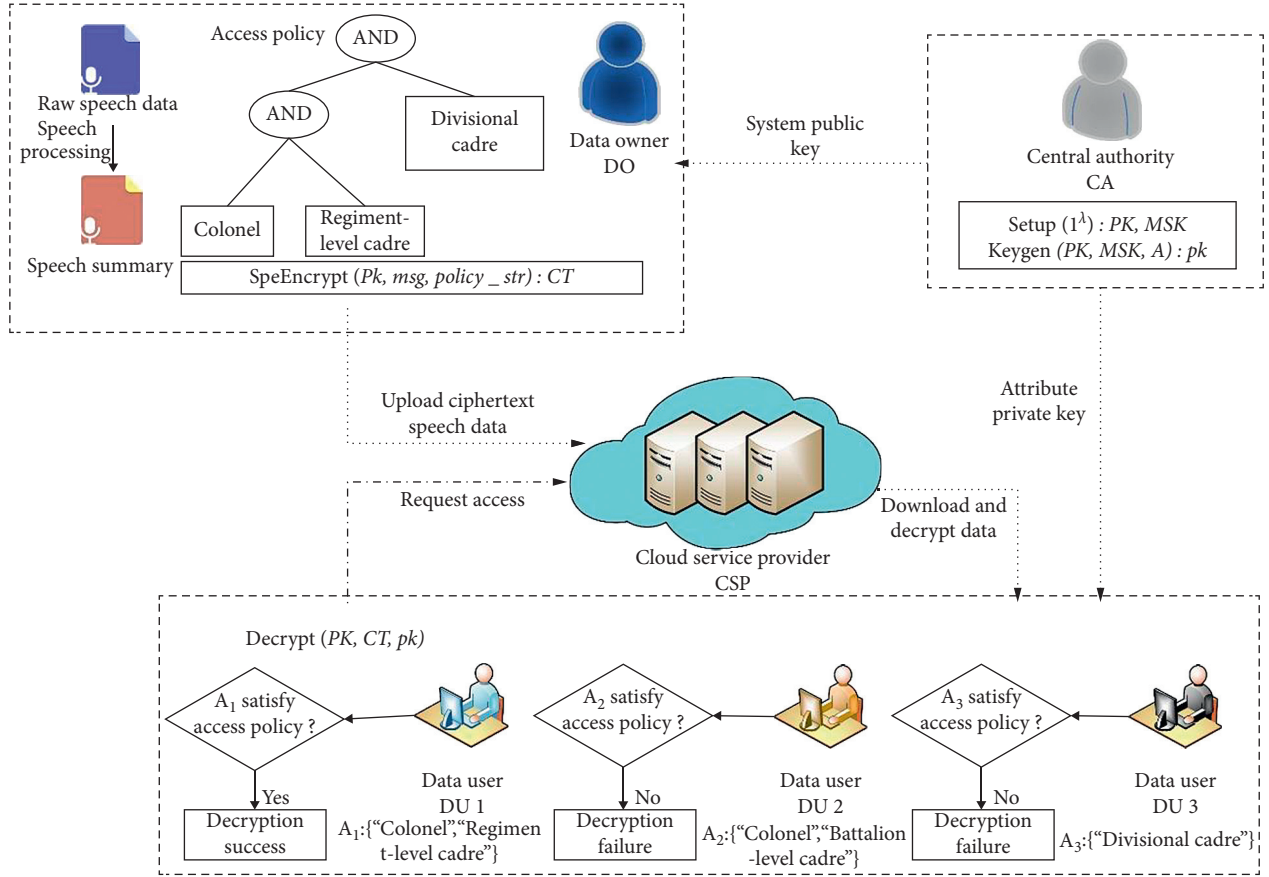 Access policy
AND
Raw speech data
Speech
processing
Speech summary
AND
Divisional
cadre
Colonel
Regiment-
level cadre
Data owner
DO
SpeEncrypt (Pk, msg, policy _ str) : CT
System public
key
Central authority
CA
Setup (1^λ) : PK, MSK
Keygen (PK, MSK, A) : pk
Upload ciphertext
speech data
Request access
Attribute
private key
Download and
decrypt data
Cloud service provider
CSP
Decrypt (PK, CT, pk)
A₁ satisfy
access policy ?
Yes
Decryption
success
Data user
DU 1
A₁:{“Colonel”,“Regimen
t-level cadre”}
A₂ satisfy
access policy ?
No
Decryption
failure
Data user
DU 2
A₂:{“Colonel”,“Battalion
-level cadre”}
A₃ satisfy
access policy ?
No
Decryption
failure
Data user
DU 3
A₃:{“Divisional cadre”}